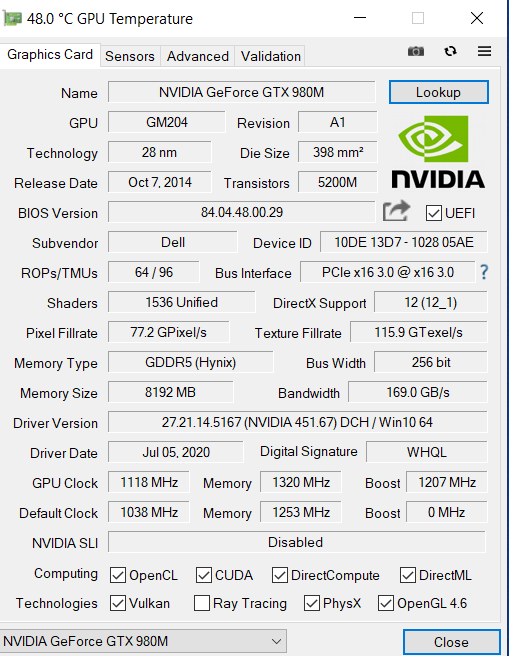 48.0 °C GPU Temperature
Graphics Card Sensors Advanced Validation
Name NVIDIA GeForce GTX 980M Lookup
GPU GM204 Revision A1
Technology 28 nm Die Size 398 mm²
Release Date Oct 7, 2014 Transistors 5200M
NVIDIA
BIOS Version 84.04.48.00.29 UEFI
Subvendor Dell Device ID 10DE 13D7 - 1028 05AE
ROPs/TMUs 64 / 96 Bus Interface PCIe x16 3.0 @ x16 3.0 ?
Shaders 1536 Unified DirectX Support 12 (12_1)
Pixel Fillrate 77.2 GPixel/s Texture Fillrate 115.9 GTexel/s
Memory Type GDDR5 (Hynix) Bus Width 256 bit
Memory Size 8192 MB Bandwidth 169.0 GB/s
Driver Version 27.21.14.5167 (NVIDIA 451.67) DCH / Win10 64
Driver Date Jul 05, 2020 Digital Signature WHQL
GPU Clock 1118 MHz Memory 1320 MHz Boost 1207 MHz
Default Clock 1038 MHz Memory 1253 MHz Boost 0 MHz
NVIDIA SLI Disabled
Computing OpenCL CUDA DirectCompute DirectML
Technologies Vulkan Ray Tracing PhysX OpenGL 4.6
NVIDIA GeForce GTX 980M Close